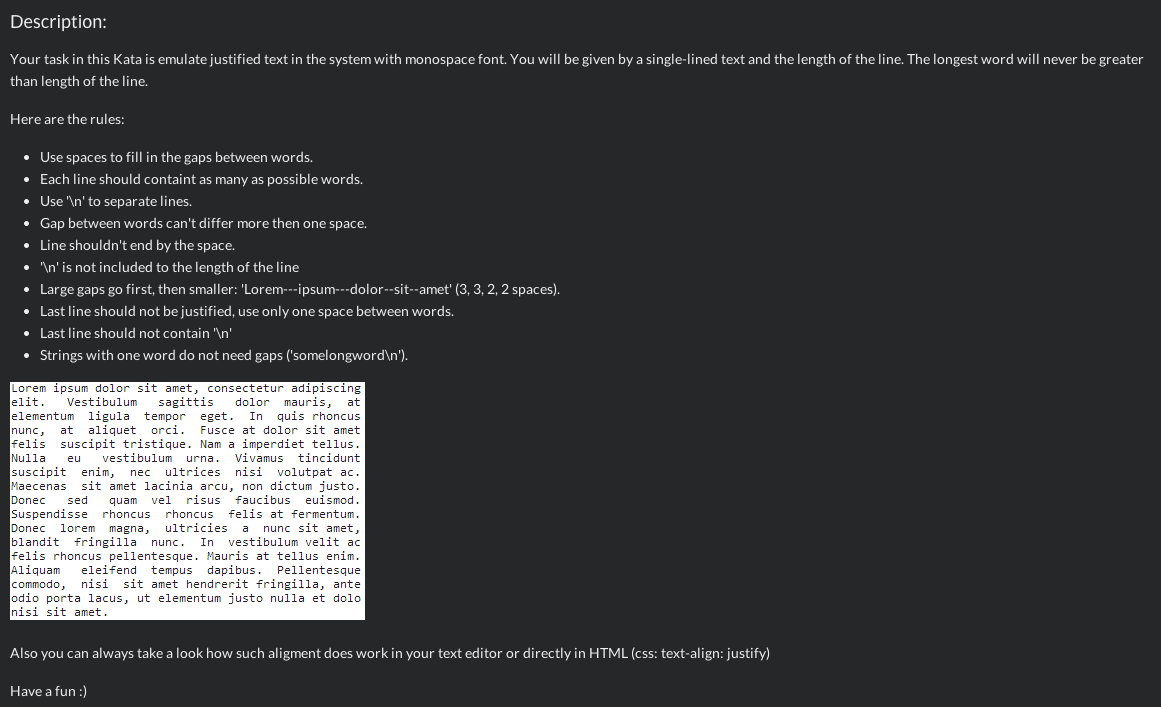 Description:
Your task in this Kata is emulate justified text in the system with monospace font. You will be given by a single-lined text and the length of the line. The longest word will never be greater
than length of the line.
Here are the rules:
• Use spaces to fill in the gaps between words.
• Each line should containt as many as possible words.
• Use '\n' to separate lines.
• Gap between words can't differ more then one space.
• Line shouldn't end by the space.
• '\n' is not included to the length of the line
• Large gaps go first, then smaller: 'Lorem---ipsum---dolor--sit--amet' (3, 3, 2, 2 spaces).
• Last line should not be justified, use only one space between words.
• Last line should not contain '\n'
• Strings with one word do not need gaps ('somelongword\n').
Lorem ipsum dolor sit amet, consectetur adipiscing
elit.   Vestibulum   sagittis   dolor  mauris,  at
elementum  ligula  tempor  eget.  In  quis rhoncus
nunc,  at  aliquet  orci.  Fusce at dolor sit amet
felis  suscipit tristique. Nam a imperdiet tellus.
Nulla   eu   vestibulum  urna.  Vivamus  tincidunt
suscipit  enim,  nec  ultrices  nisi  volutpat ac.
Maecenas  sit amet lacinia arcu, non dictum justo.
Donec   sed   quam  vel  risus  faucibus  euismod.
Suspendisse  rhoncus  rhoncus  felis at fermentum.
Donec  lorem  magna,  ultricies  a  nunc sit amet,
blandit  fringilla  nunc.  In  vestibulum velit ac
felis rhoncus pellentesque. Mauris at tellus enim.
Aliquam   eleifend  tempus  dapibus.  Pellentesque
commodo,  nisi  sit amet hendrerit fringilla, ante
odio porta lacus, ut elementum justo nulla et dolo
nisi sit amet.
Also you can always take a look how such aligment does work in your text editor or directly in HTML (css: text-align: justify)
Have a fun :)